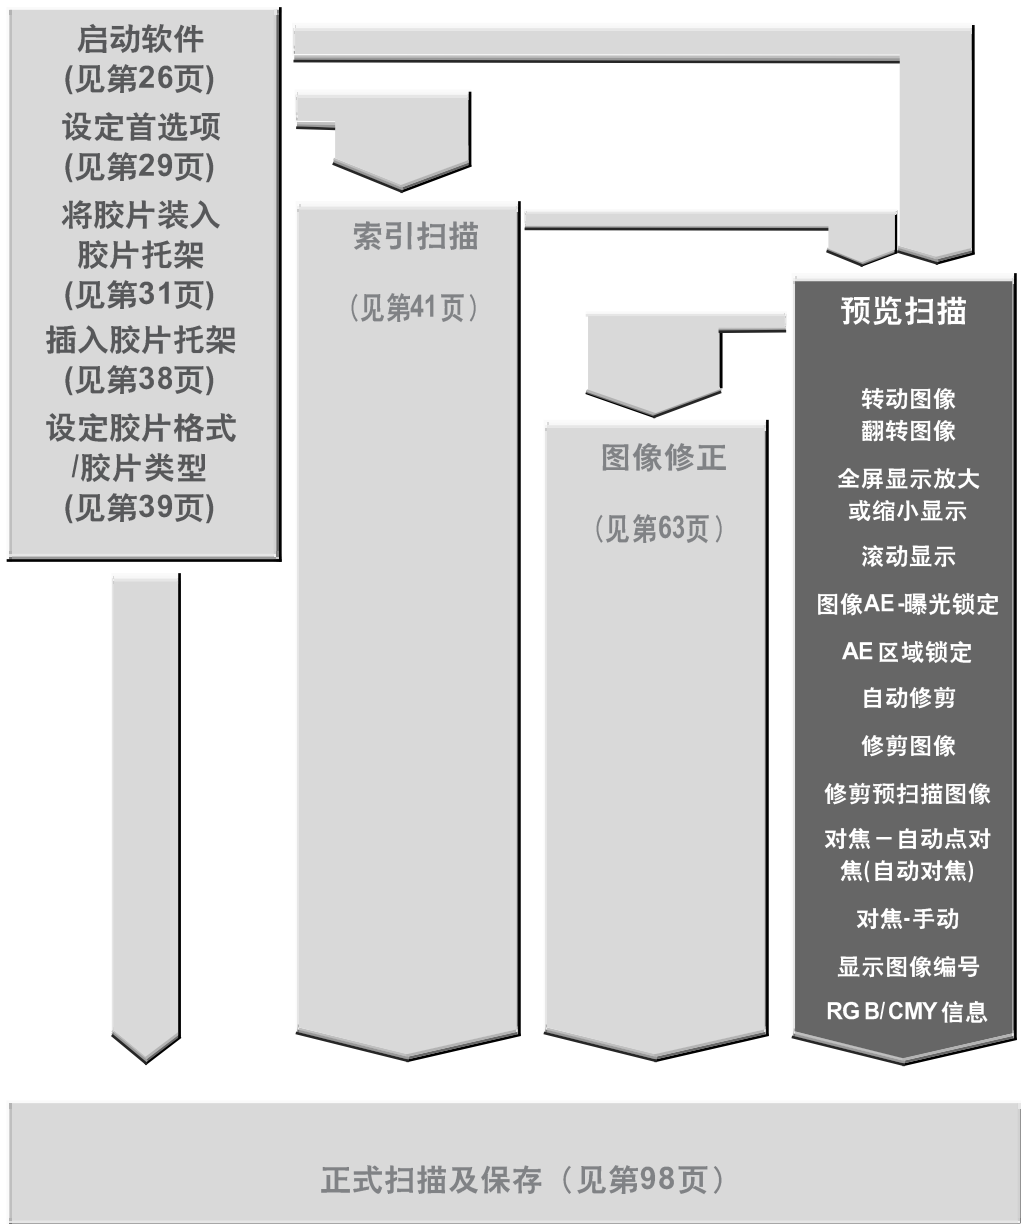 启动软件
(见第26页)
设定首选项
(见第29页)
将胶片装入
胶片托架
(见第31页)
插入胶片托架
(见第38页)
设定胶片格式
/胶片类型
(见第39页)
索引扫描
（见第41页）
图像修正
（见第63页）
预览扫描
转动图像
翻转图像
全屏显示放大
或缩小显示
滚动显示
图像AE-曝光锁定
AE 区域锁定
自动修剪
修剪图像
修剪预扫描图像
对焦－自动点对
焦(自动对焦)
对焦-手动
显示图像编号
RGB/CMY 信息
正式扫描及保存（见第98页）